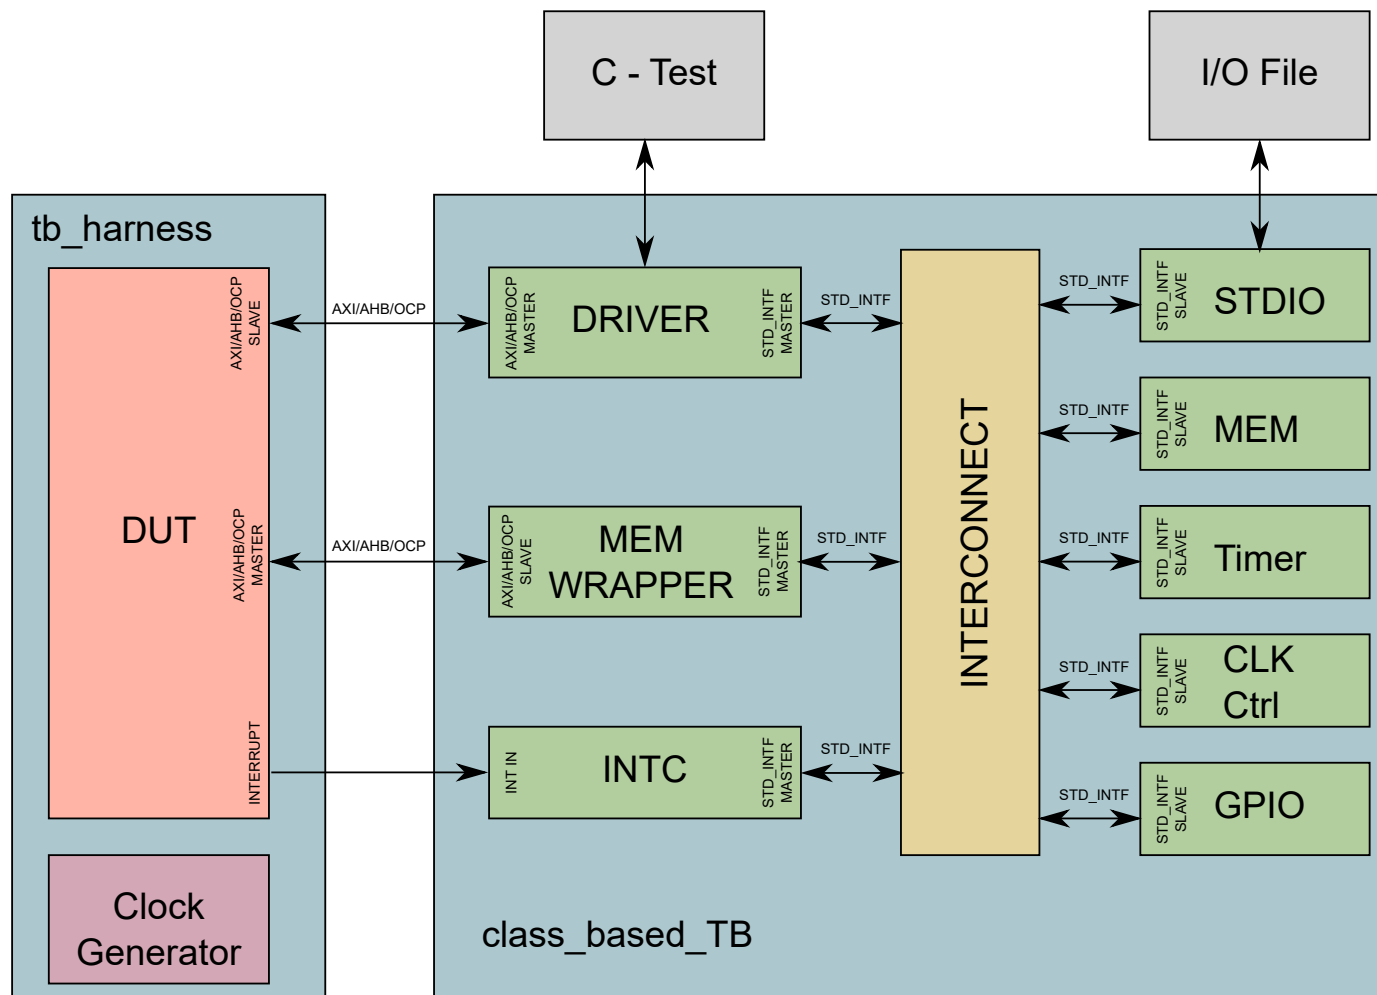 C - Test
I/O File
tb_harness
AXI/AHB/OCP
SLAVE
DUT
AXI/AHB/OCP
MASTER
INTERRUPT
Clock
Generator
AXI/AHB/OCP
AXI/AHB/OCP
AXI/AHB/OCP
MASTER
DRIVER
STD_INTF
MASTER
STD_INTF
AXI/AHB/OCP
SLAVE
MEM
WRAPPER
STD_INTF
MASTER
STD_INTF
INT IN
INTC
STD_INTF
MASTER
STD_INTF
INTERCONNECT
STD_INTF
STD_INTF
SLAVE
STDIO
STD_INTF
STD_INTF
SLAVE
MEM
STD_INTF
STD_INTF
SLAVE
Timer
STD_INTF
STD_INTF
SLAVE
CLK
Ctrl
STD_INTF
STD_INTF
SLAVE
GPIO
class_based_TB